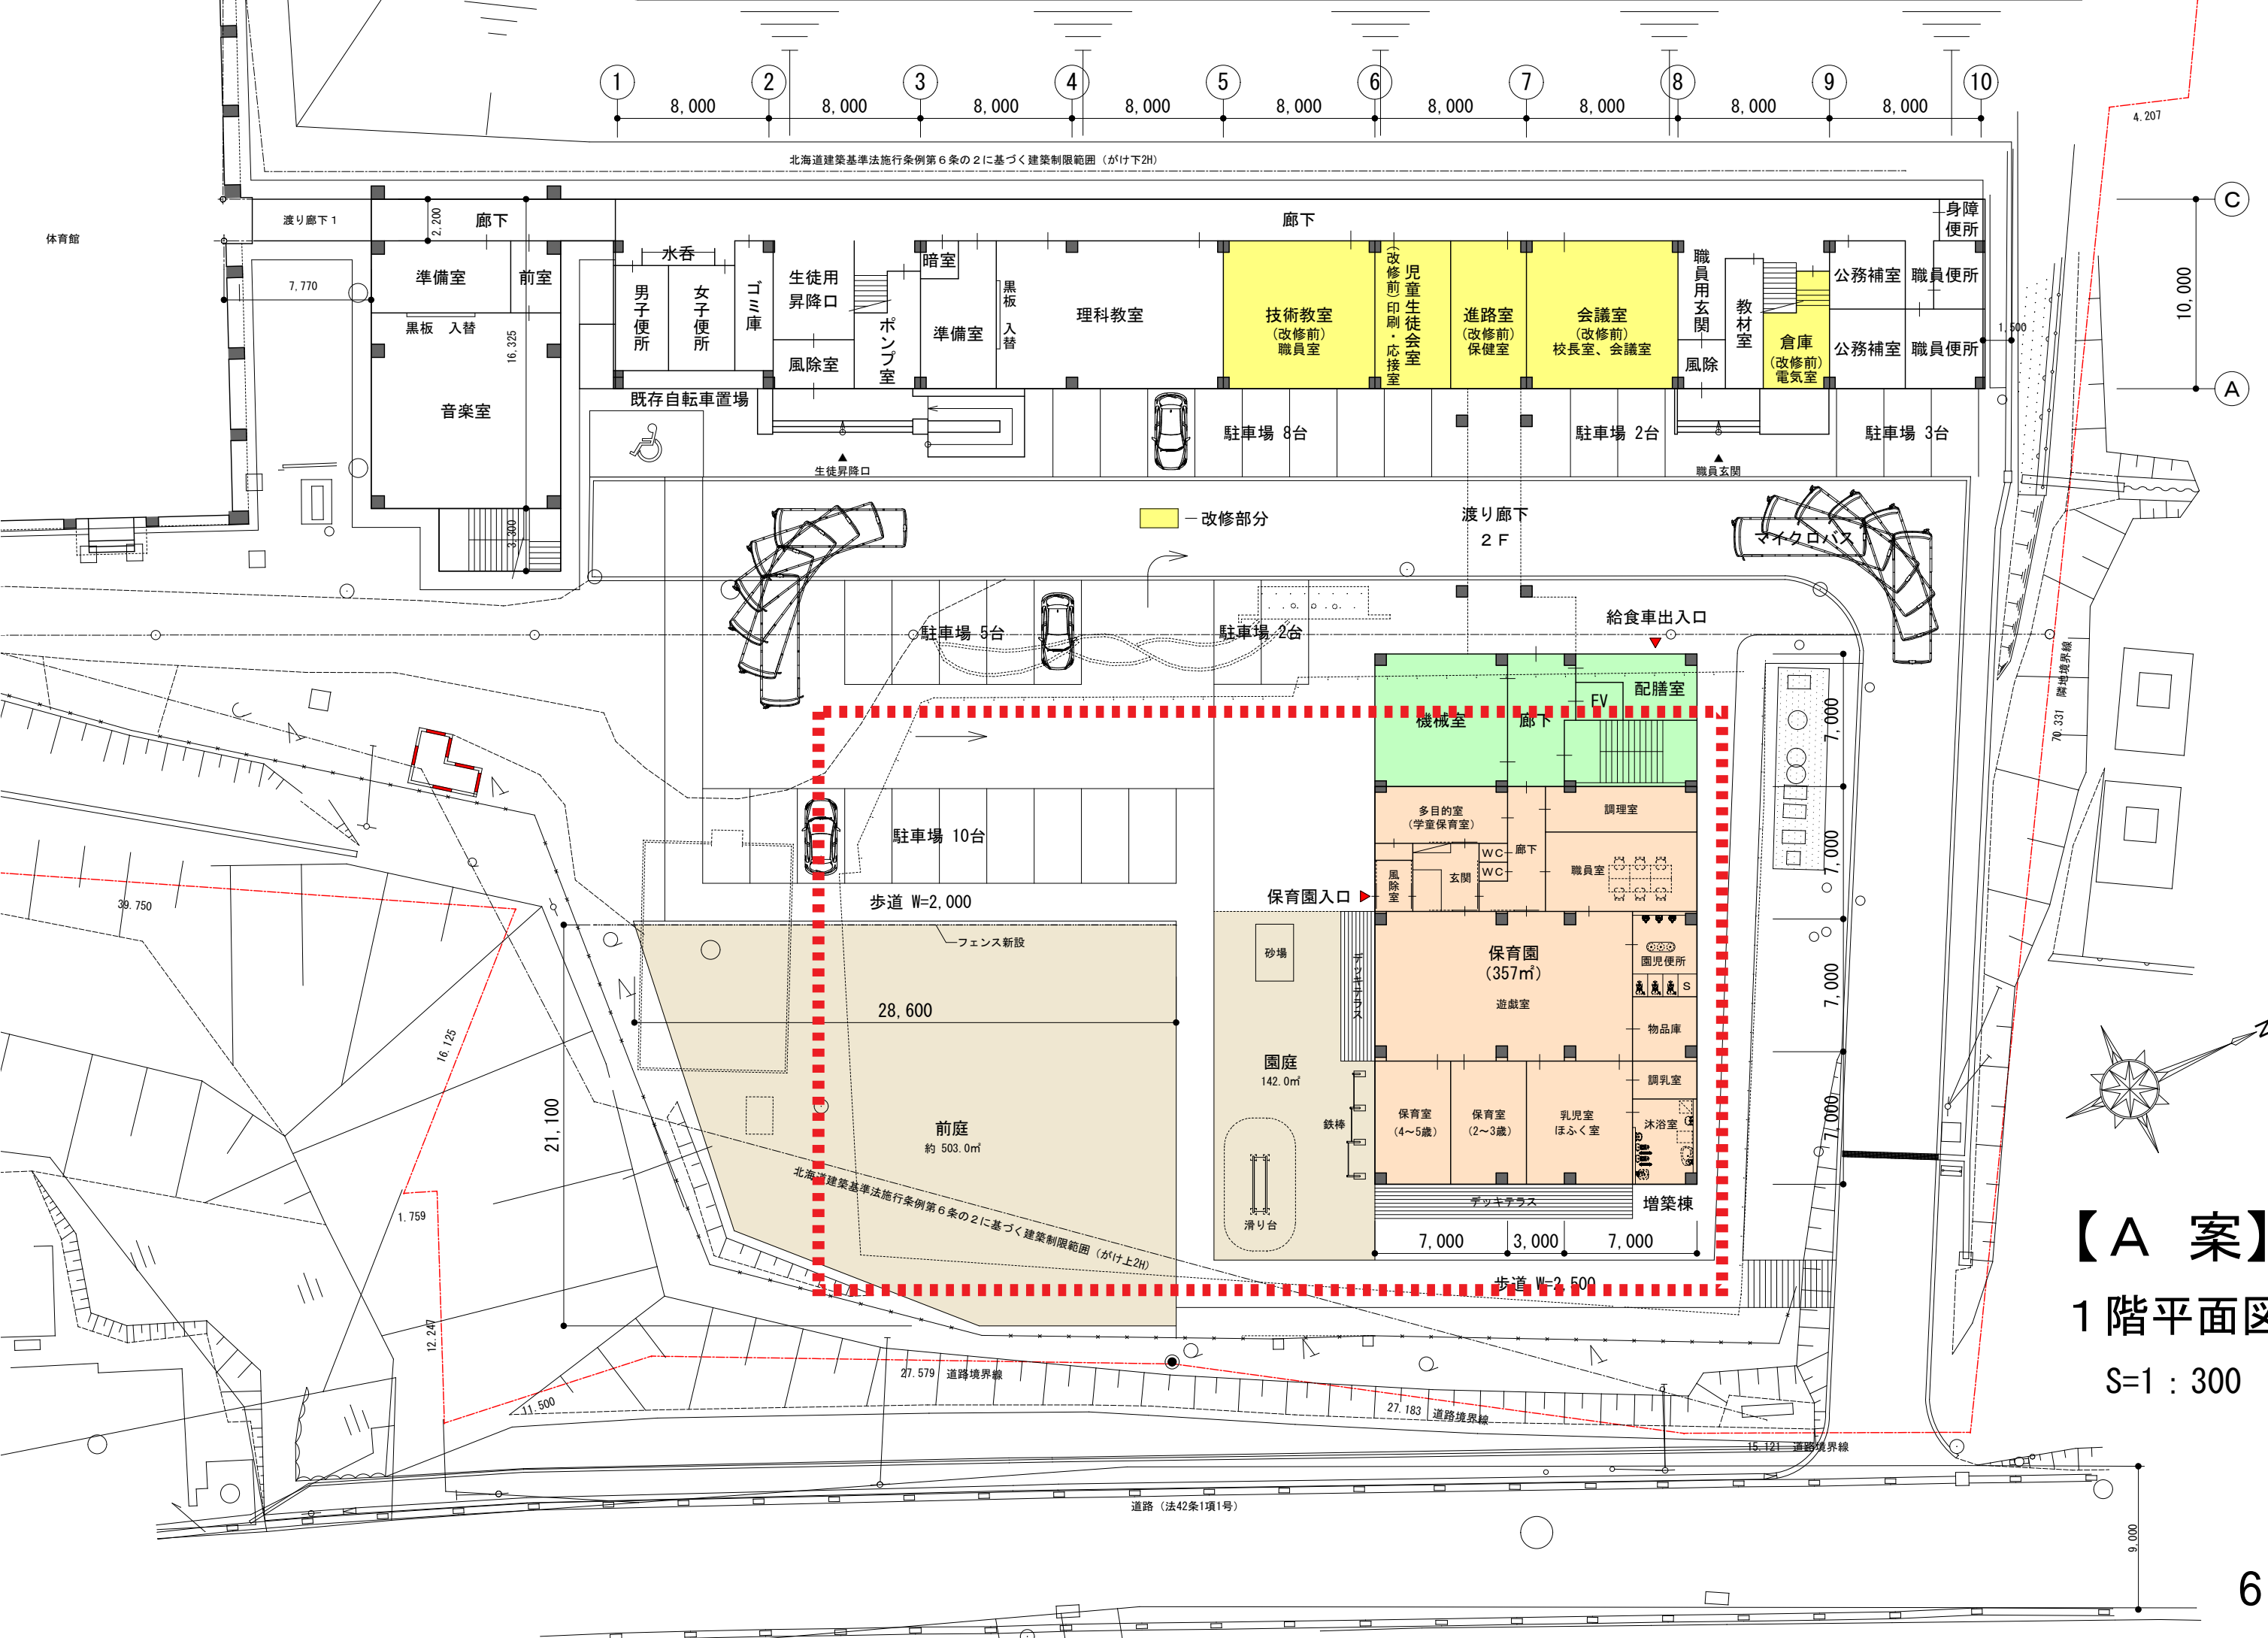 1 2 3 4 5 6 7 8 9 10
8,000 8,000 8,000 8,000 8,000 8,000 8,000 8,000 8,000
4.207
北海道建築基準法施行条例第6条の2に基づく建築制限範囲（がけ下2H）
C
10,000
A
体育館
渡り廊下1
2,200
廊下
廊下
身障
便所
7,770
準備室
前室
黒板 入替
16,325
音楽室
3,300
水呑
男子便所
女子便所
ゴミ庫
生徒用
昇降口
風除室
ポンプ室
暗室
準備室
黒板 入替
理科教室
技術教室
(改修前)
職員室
児童生徒会室
(改修前)印刷・応接室
進路室
(改修前)
保健室
会議室
(改修前)
校長室、会議室
職員用玄関
風除
教材室
倉庫
(改修前)
電気室
公務補室
職員便所
公務補室
職員便所
1,500
既存自転車置場
生徒昇降口
駐車場 8台
駐車場 2台
職員玄関
駐車場 3台
改修部分
渡り廊下
2F
マイクロバス
駐車場 5台
駐車場 2台
給食車出入口
機械室
廊下
EV
配膳室
7,000
隣地境界線
70.331
駐車場 10台
多目的室
(学童保育室)
調理室
WC
WC
廊下
風除室
玄関
職員室
7,000
保育園入口
歩道 W=2,000
フェンス新設
39.750
28,600
砂場
デッキテラス
保育園
(357㎡)
遊戯室
園児便所
S
物品庫
7,000
16.125
21,100
園庭
142.0㎡
鉄棒
滑り台
保育室
(4～5歳)
保育室
(2～3歳)
乳児室
ほふく室
調乳室
沐浴室
7,000
前庭
約 503.0㎡
北海道建築基準法施行条例第6条の2に基づく建築制限範囲（がけ上2H）
デッキテラス
増築棟
7,000 3,000 7,000
歩道 W=2,500
1.759
12.247
N
【A 案】
1階平面図
S=1：300
27.579 道路境界線
11.500
27.183 道路境界線
15.121 道路境界線
道路（法42条1項1号）
9,000
6